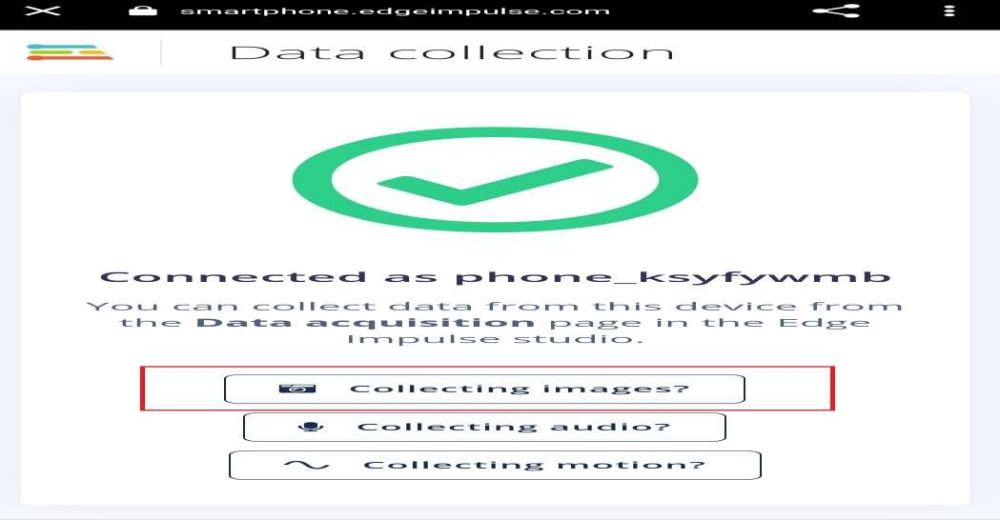 smartphone.edgeimpulse.com
Data collection
Connected as phone_ksyfywmb
You can collect data from this device from
the Data acquisition page in the Edge
Impulse studio.
Collecting images?
Collecting audio?
Collecting motion?